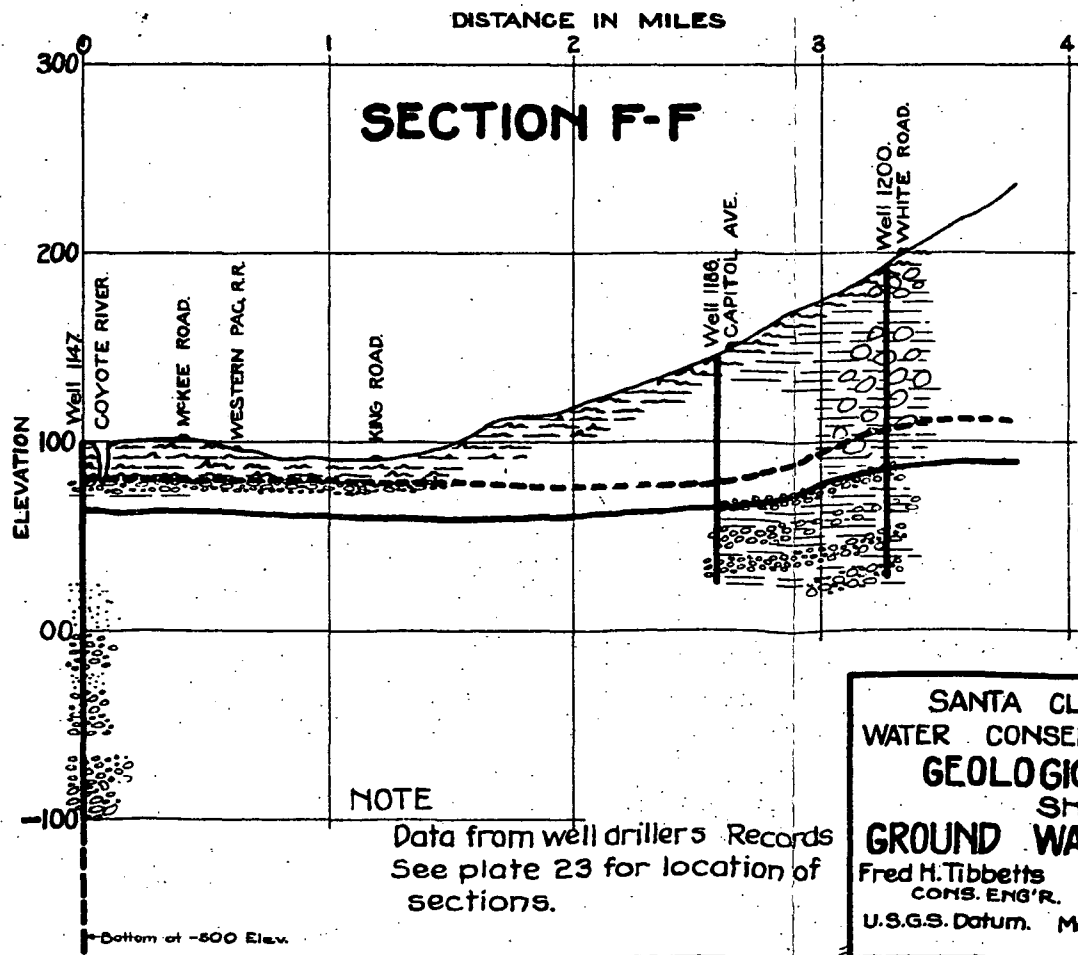 DISTANCE IN MILES
0 1 2 3 4
300
SECTION F-F
200
100
00
-100
ELEVATION
Well 1147.
COYOTE RIVER.
McKEE ROAD.
WESTERN PAC. R.R.
KING ROAD.
Well 1186.
CAPITOL AVE.
Well 1200.
WHITE ROAD.
NOTE
Data from well drillers Records
See plate 23 for location of
sections.
Bottom at -500 Elev.
SANTA CL
WATER CONSE
GEOLOGIC
SH
GROUND WA
Fred H. Tibbetts
CONS. ENG'R.
U.S.G.S. Datum. M